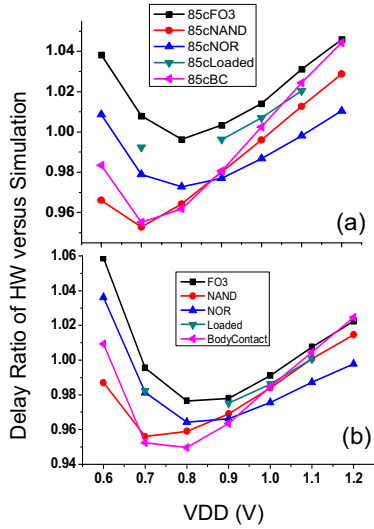 85cFO3
85cNAND
85cNOR
85cLoaded
85cBC
1.04
1.02
1.00
0.98
0.96
(a)
Delay Ratio of HW versus Simulation
FO3
NAND
NOR
Loaded
BodyContact
1.06
1.04
1.02
1.00
0.98
0.96
0.94
(b)
0.6 0.7 0.8 0.9 1.0 1.1 1.2
VDD (V)